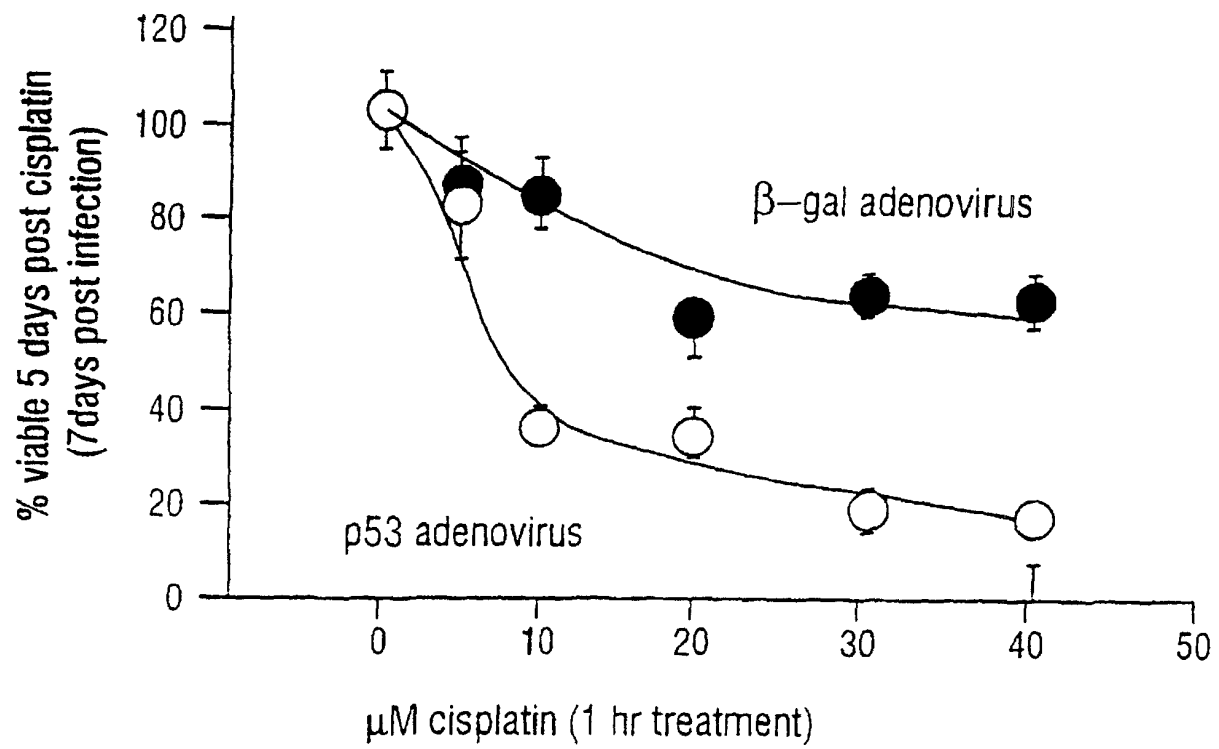 % viable 5 days post cisplatin
(7days post infection)
120
100
80
60
40
20
0
β–gal adenovirus
p53 adenovirus
0 10 20 30 40 50
μM cisplatin (1 hr treatment)